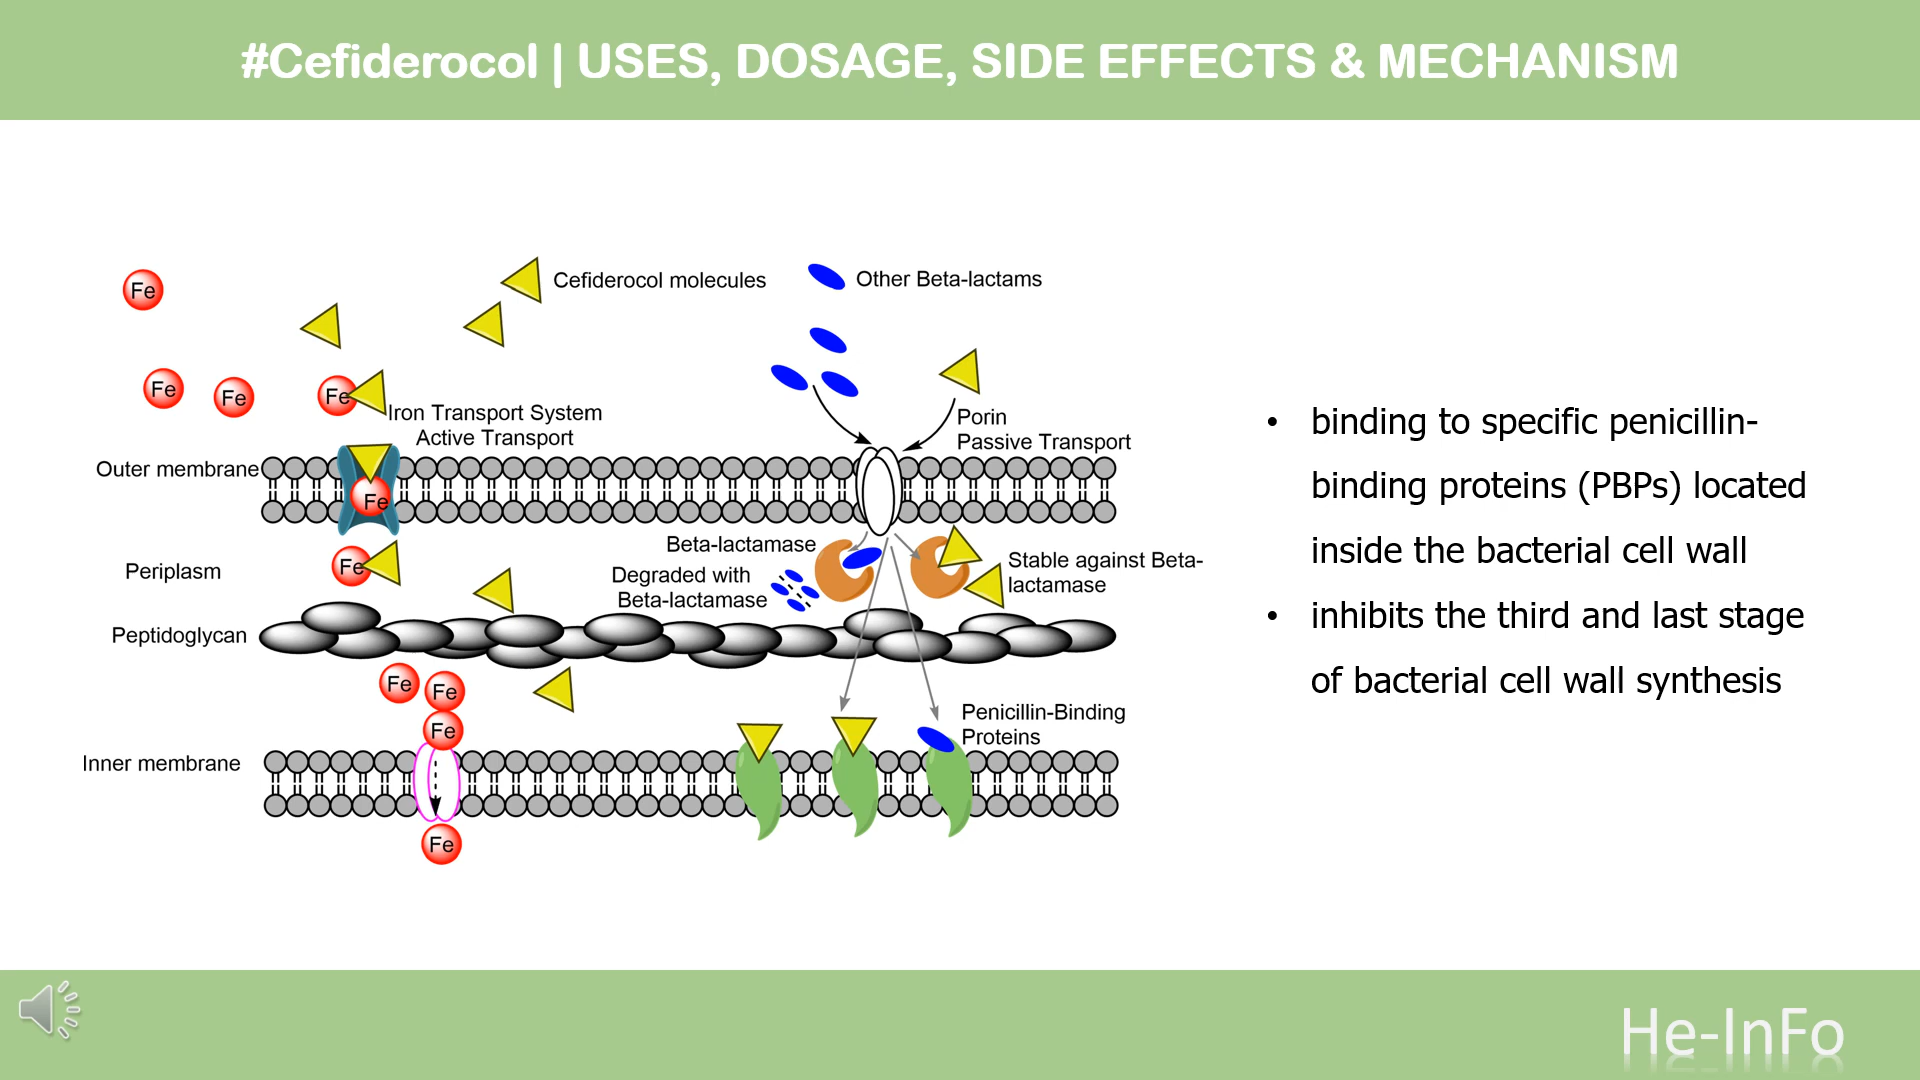 #Cefiderocol | USES, DOSAGE, SIDE EFFECTS & MECHANISM
Fe
Cefiderocol molecules
Other Beta-lactams
Fe
Fe
Fe
Iron Transport System
Active Transport
Porin
Passive Transport
Outer membrane
Fe
Beta-lactamase
Degraded with
Beta-lactamase
Stable against Beta-
lactamase
Periplasm
Fe
Peptidoglycan
Fe
Fe
Fe
Penicillin-Binding
Proteins
Inner membrane
Fe
• binding to specific penicillin-
binding proteins (PBPs) located
inside the bacterial cell wall
• inhibits the third and last stage
of bacterial cell wall synthesis
He-InFo